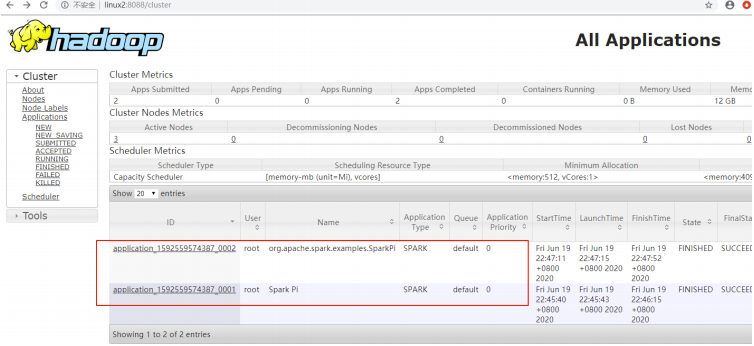 不安全 | linux2:8088/cluster
hadoop
All Applications
Cluster
About
Nodes
Node Labels
Applications
NEW
NEW_SAVING
SUBMITTED
ACCEPTED
RUNNING
FINISHED
FAILED
KILLED
Scheduler
Tools
Cluster Metrics
Apps Submitted Apps Pending Apps Running Apps Completed Containers Running Memory Used Memo
2 0 0 2 0 0 B 12 GB
Cluster Nodes Metrics
Active Nodes Decommissioning Nodes Decommissioned Nodes Lost Nodes
3 0 0 0 0
Scheduler Metrics
Scheduler Type Scheduling Resource Type Minimum Allocation
Capacity Scheduler [memory-mb (unit=Mi), vcores] <memory:512, vCores:1> <memory:409
Show 20 entries
ID User Name Application Type Queue Application Priority StartTime LaunchTime FinishTime State FinalSta
application_1592559574387_0002 root org.apache.spark.examples.SparkPi SPARK default 0 Fri Jun 19 22:47:11 +0800 2020 Fri Jun 19 22:47:15 +0800 2020 Fri Jun 19 22:47:52 +0800 2020 FINISHED SUCCEED
application_1592559574387_0001 root Spark Pi SPARK default 0 Fri Jun 19 22:45:40 +0800 2020 Fri Jun 19 22:45:43 +0800 2020 Fri Jun 19 22:46:15 +0800 2020 FINISHED SUCCEED
Showing 1 to 2 of 2 entries